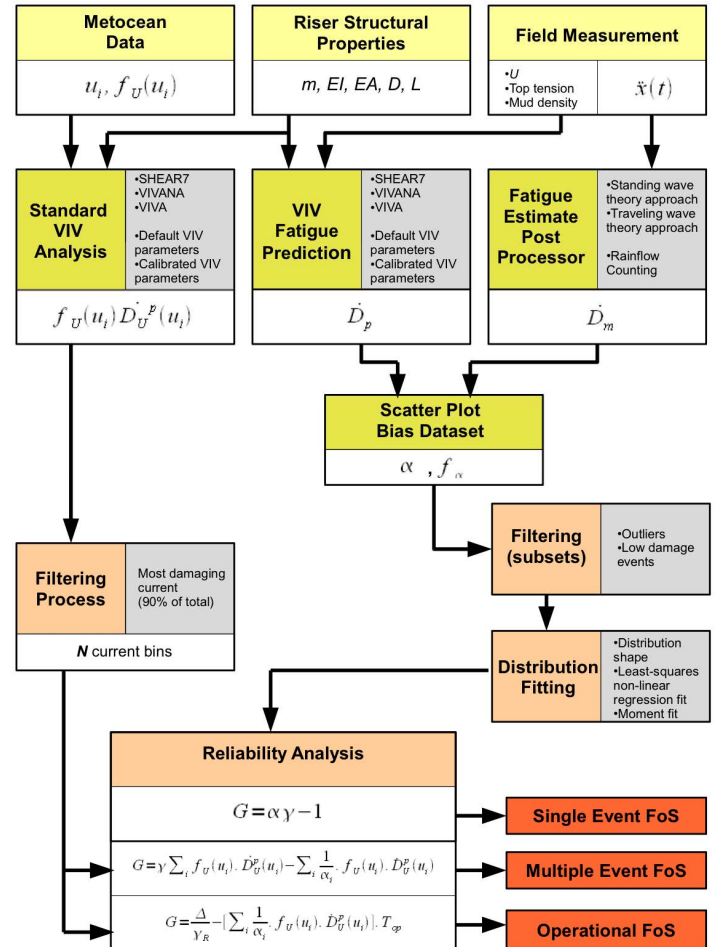 Metocean
Data
u_i, f_U(u_i)
Riser Structural
Properties
m, EI, EA, D, L
Field Measurement
•U
•Top tension
•Mud density
ẍ(t)
Standard
VIV
Analysis
•SHEAR7
•VIVANA
•VIVA
•Default VIV
parameters
•Calibrated VIV
parameters
f_U(u_i) Ḋ_U^p(u_i)
VIV
Fatigue
Prediction
•SHEAR7
•VIVANA
•VIVA
•Default VIV
parameters
•Calibrated VIV
parameters
Ḋ_p
Fatigue
Estimate
Post
Processor
•Standing wave
theory approach
•Traveling wave
theory approach
•Rainflow
Counting
Ḋ_m
Scatter Plot
Bias Dataset
α , f_α
Filtering
(subsets)
•Outliers
•Low damage
events
Filtering
Process
Most damaging
current
(90% of total)
N current bins
Distribution
Fitting
•Distribution
shape
•Least-squares
non-linear
regression fit
•Moment fit
Reliability Analysis
G=αγ−1
Single Event FoS
G=γ∑_i f_U(u_i). Ḋ_U^p(u_i)−∑_i 1/α_i. f_U(u_i). Ḋ_U^p(u_i)
Multiple Event FoS
G=Δ/γ_R−[∑_i 1/α_i. f_U(u_i). Ḋ_U^p(u_i)]. T_op
Operational FoS